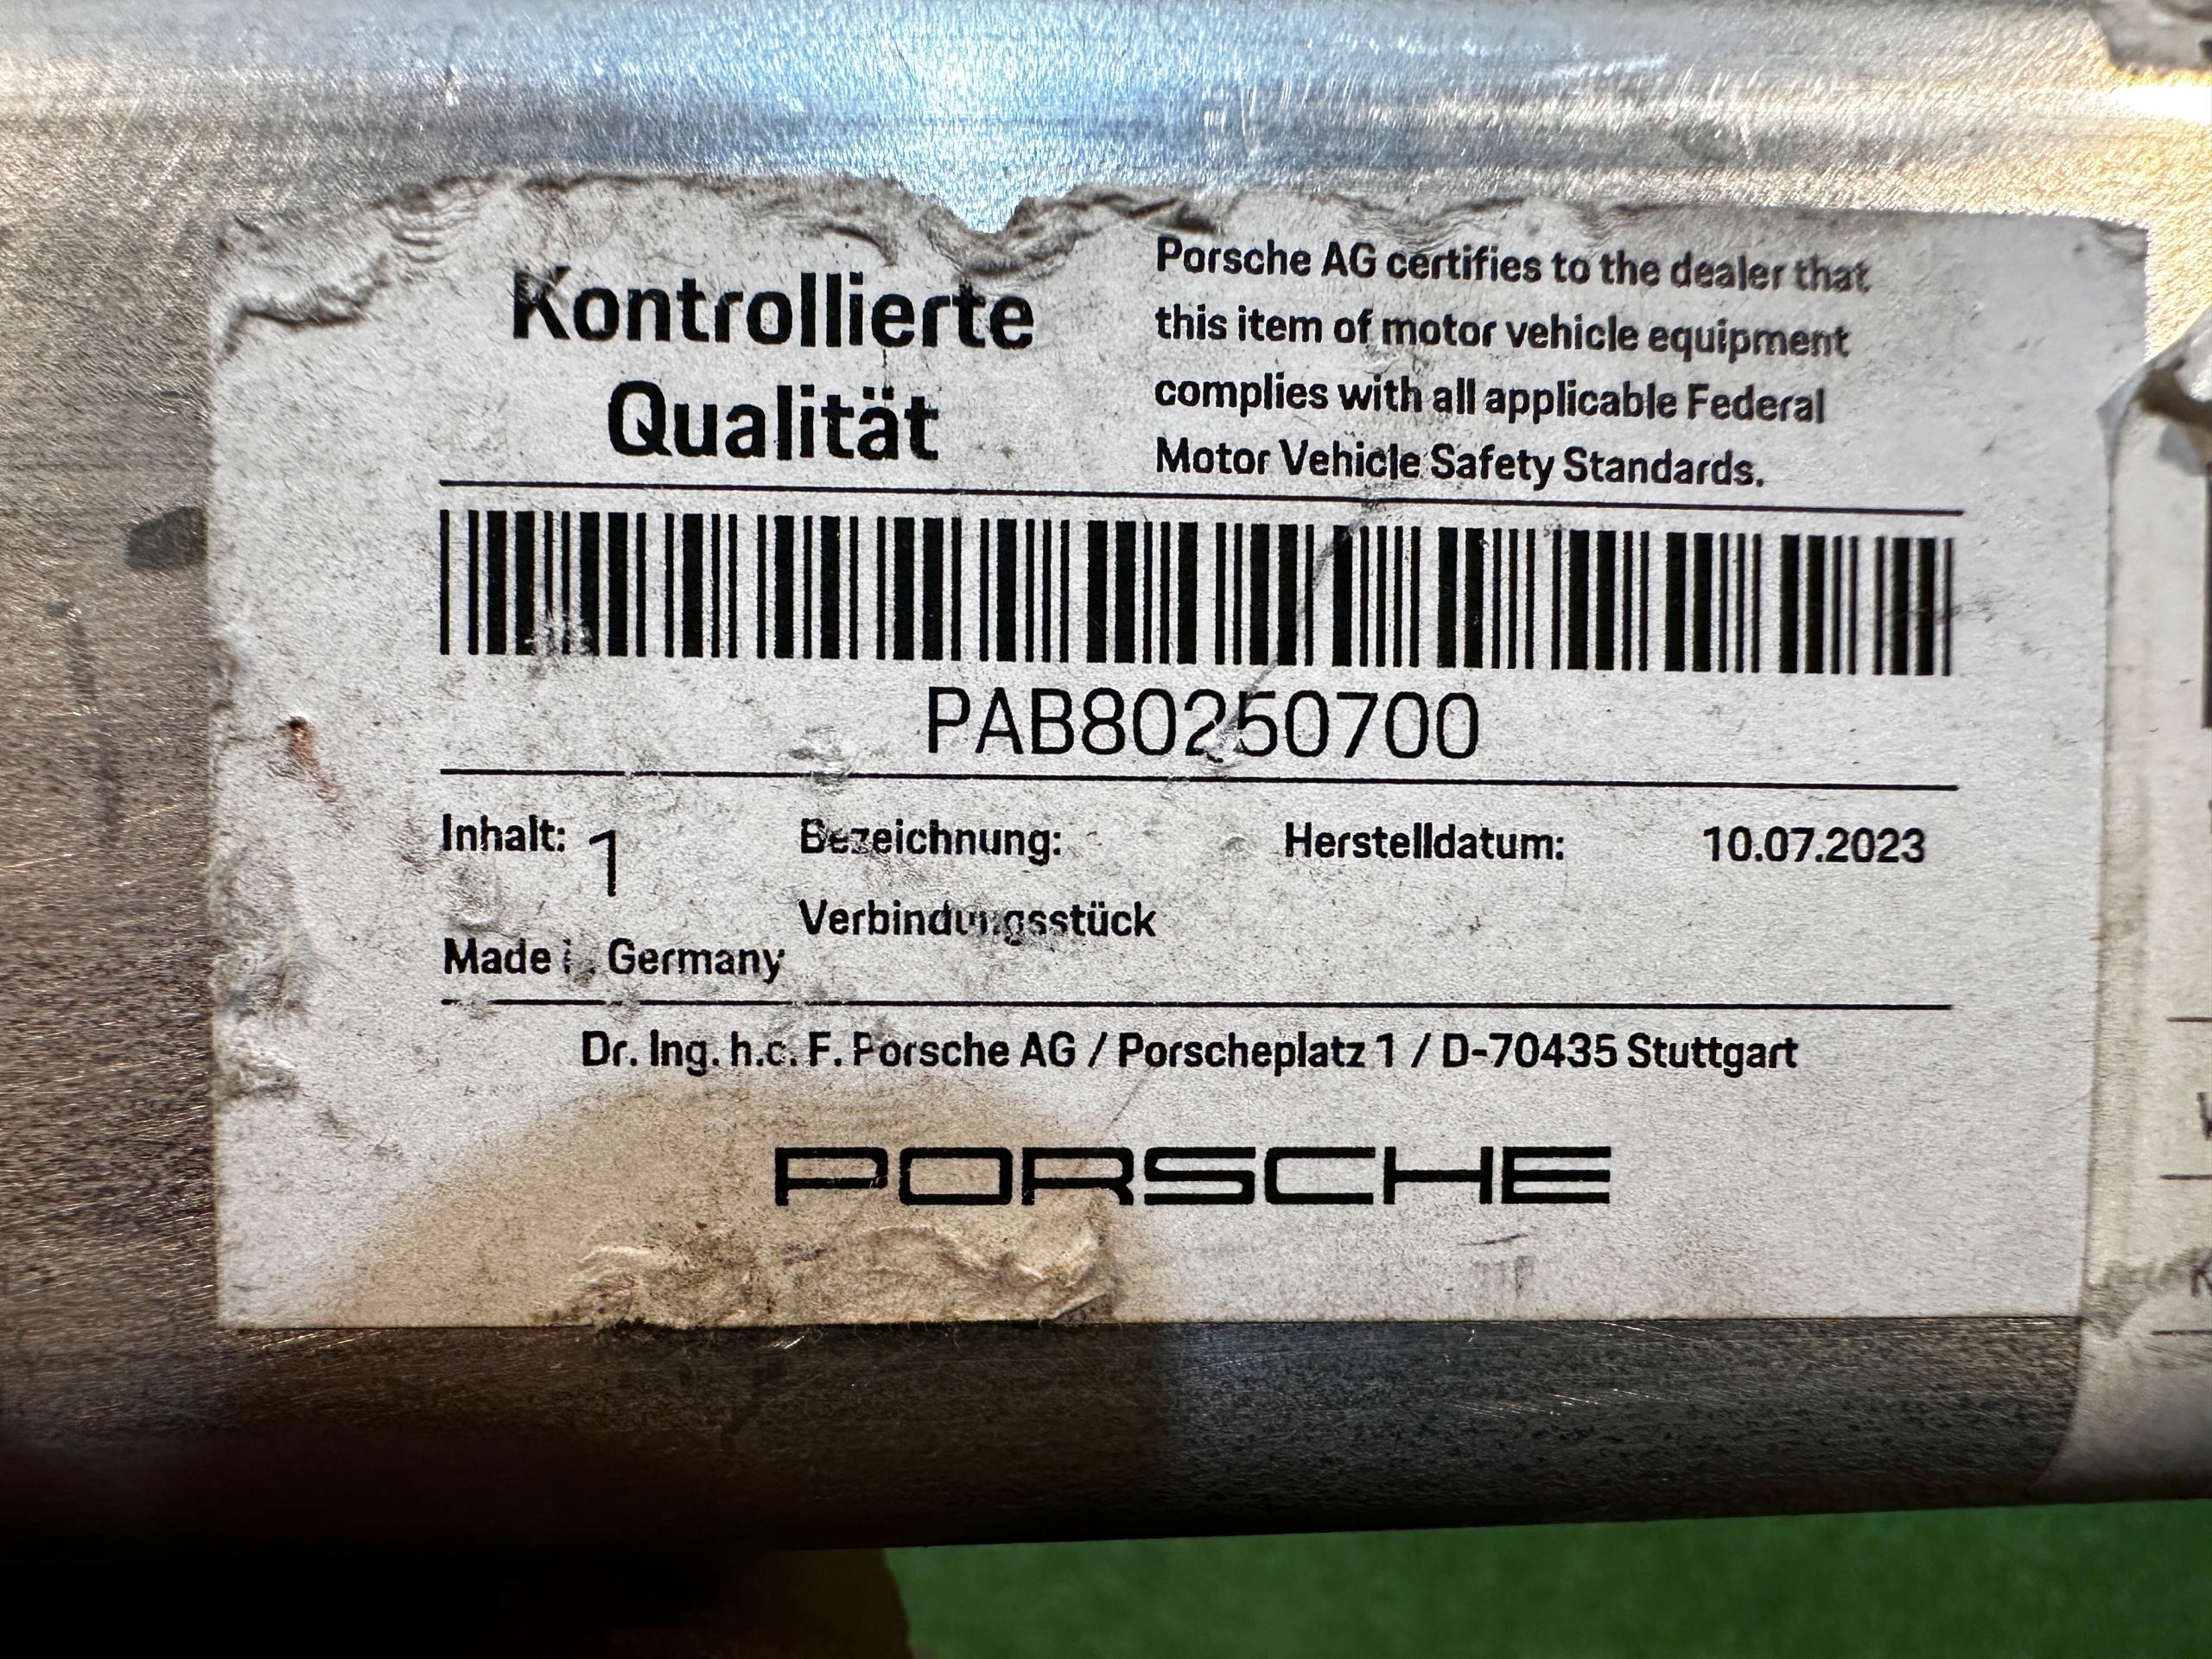 Kontrollierte
Qualität
Porsche AG certifies to the dealer that
this item of motor vehicle equipment
complies with all applicable Federal
Motor Vehicle Safety Standards.
PAB80250700
Inhalt: 1
Bezeichnung:
Verbindungsstück
Herstelldatum: 10.07.2023
Made in Germany
Dr. Ing. h.c. F. Porsche AG / Porscheplatz 1 / D-70435 Stuttgart
PORSCHE